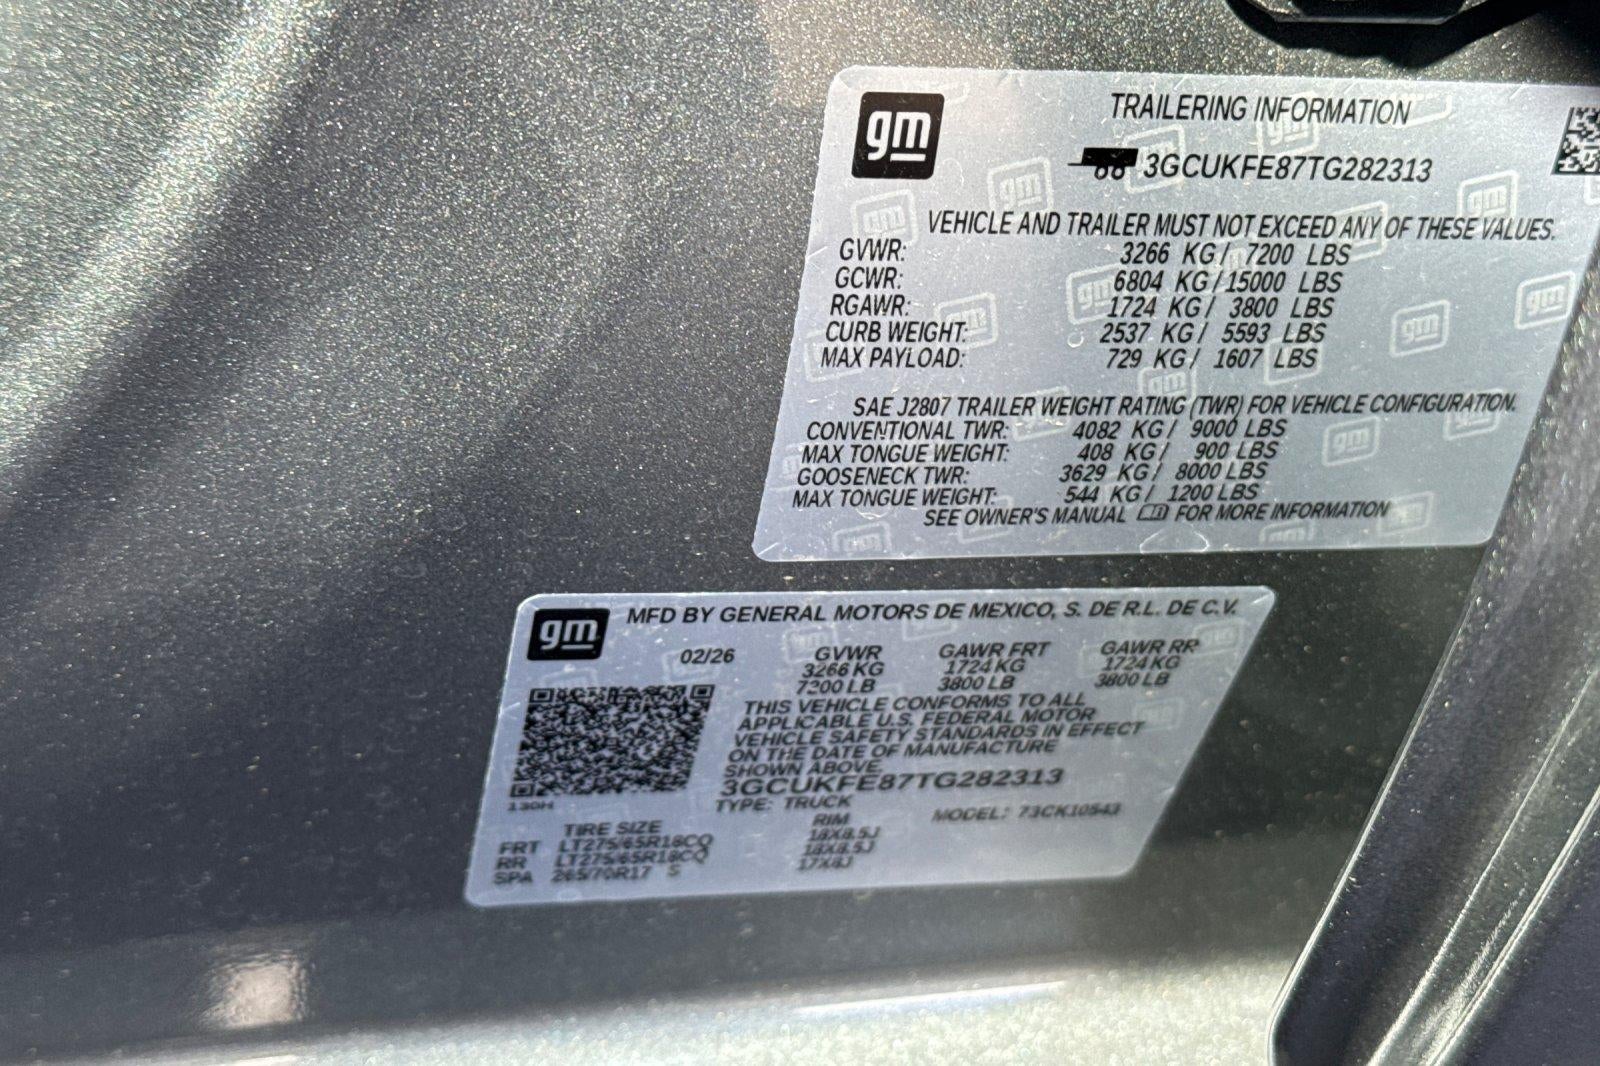 gm
TRAILERING INFORMATION
3GCUKFE87TG282313
VEHICLE AND TRAILER MUST NOT EXCEED ANY OF THESE VALUES.
GVWR: 3266 KG/ 7200 LBS
GCWR: 6804 KG/ 15000 LBS
RGAWR: 1724 KG/ 3800 LBS
CURB WEIGHT: 2537 KG/ 5593 LBS
MAX PAYLOAD: 729 KG/ 1607 LBS
SAE J2807 TRAILER WEIGHT RATING (TWR) FOR VEHICLE CONFIGURATION.
CONVENTIONAL TWR: 4082 KG/ 9000 LBS
MAX TONGUE WEIGHT: 408 KG/ 900 LBS
GOOSENECK TWR: 3629 KG/ 8000 LBS
MAX TONGUE WEIGHT: 544 KG/ 1200 LBS
SEE OWNER'S MANUAL FOR MORE INFORMATION
gm
MFD BY GENERAL MOTORS DE MEXICO, S. DE R.L. DE C.V.
02/26 GVWR GAWR FRT GAWR RR
3266 KG 1724 KG 1724 KG
7200 LB 3800 LB 3800 LB
THIS VEHICLE CONFORMS TO ALL
APPLICABLE U.S. FEDERAL MOTOR
VEHICLE SAFETY STANDARDS IN EFFECT
ON THE DATE OF MANUFACTURE
SHOWN ABOVE.
3GCUKFE87TG282313
130H TYPE: TRUCK MODEL: 73CK10543
TIRE SIZE RIM
FRT LT275/65R18CQ 18X8.5J
RR LT275/65R18CQ 18X8.5J
SPA 265/70R17 S 17X8J